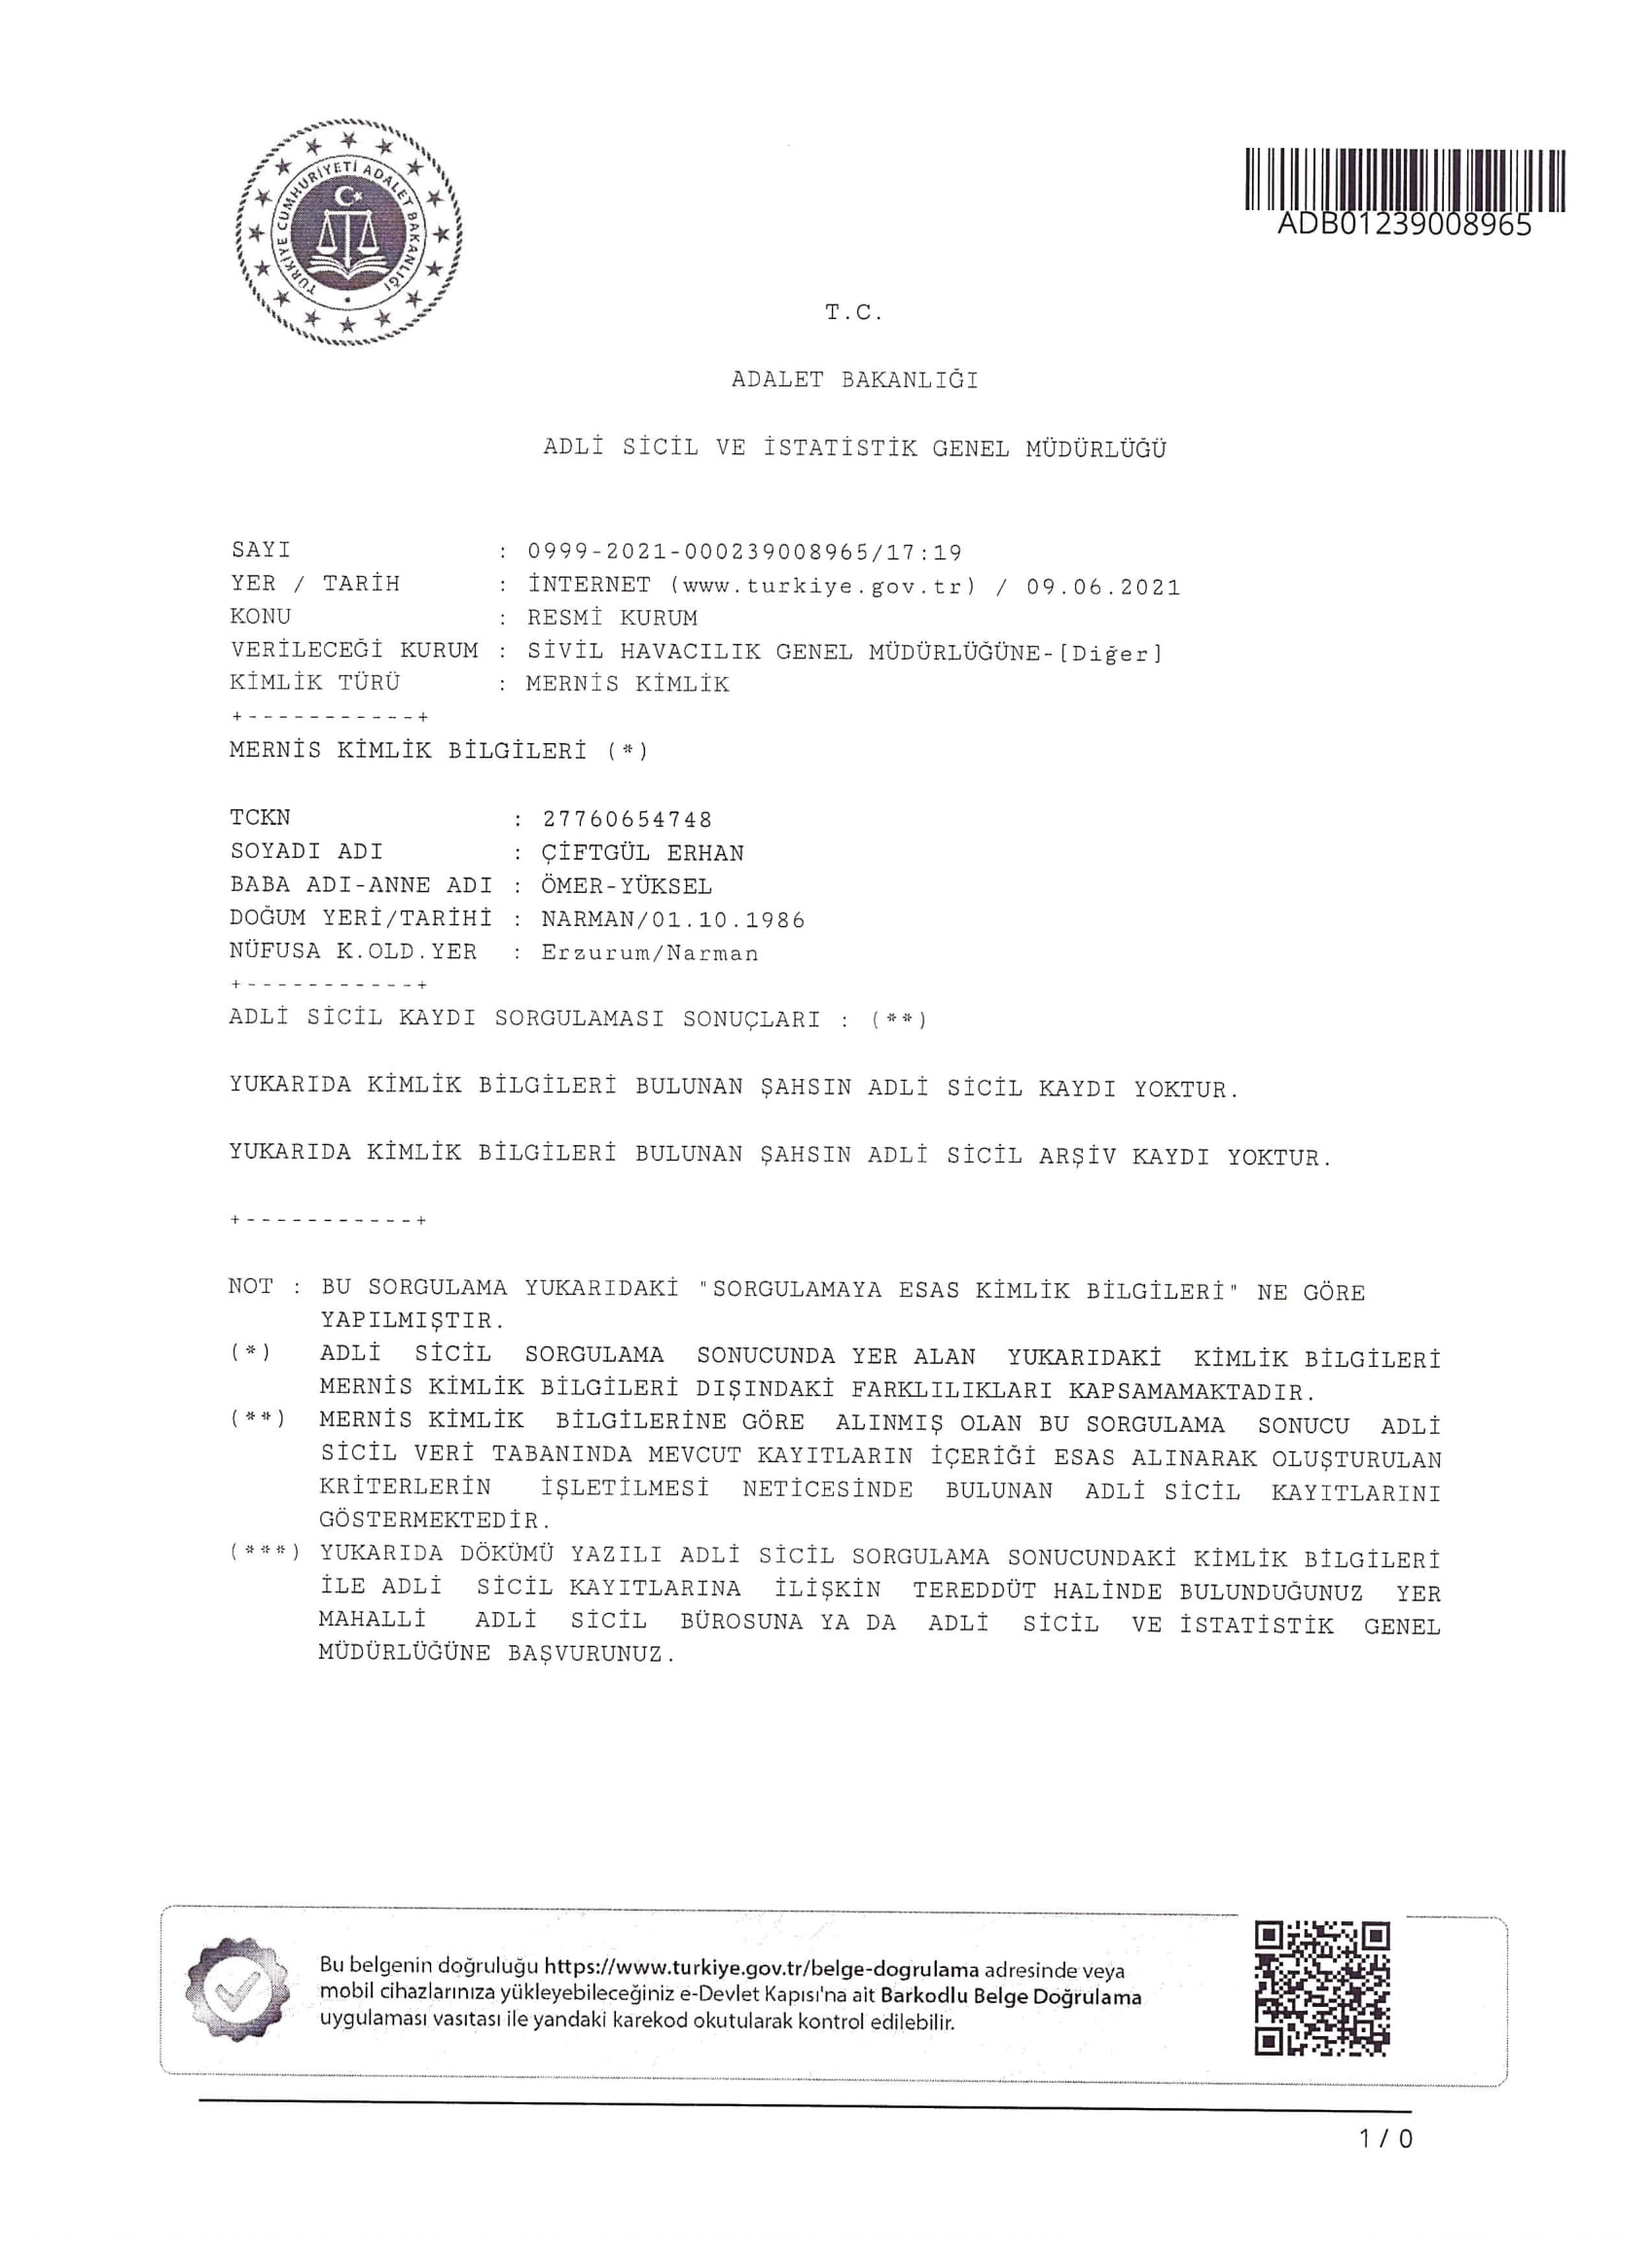 TÜRKİYE CUMHURİYETİ ADALET BAKANLIĞI
ADB01239008965
T.C.
ADALET BAKANLIĞI
ADLİ SİCİL VE İSTATİSTİK GENEL MÜDÜRLÜĞÜ
SAYI : 0999-2021-000239008965/17:19
YER / TARİH : İNTERNET (www.turkiye.gov.tr) / 09.06.2021
KONU : RESMİ KURUM
VERİLECEĞİ KURUM : SİVİL HAVACILIK GENEL MÜDÜRLÜĞÜNE-[Diğer]
KİMLİK TÜRÜ : MERNİS KİMLİK
+-----------+
MERNİS KİMLİK BİLGİLERİ (*)
TCKN : 27760654748
SOYADI ADI : ÇİFTGÜL ERHAN
BABA ADI-ANNE ADI : ÖMER-YÜKSEL
DOĞUM YERİ/TARİHİ : NARMAN/01.10.1986
NÜFUSA K.OLD.YER : Erzurum/Narman
+-----------+
ADLİ SİCİL KAYDI SORGULAMASI SONUÇLARI : (**)
YUKARIDA KİMLİK BİLGİLERİ BULUNAN ŞAHSIN ADLİ SİCİL KAYDI YOKTUR.
YUKARIDA KİMLİK BİLGİLERİ BULUNAN ŞAHSIN ADLİ SİCİL ARŞİV KAYDI YOKTUR.
+-----------+
NOT : BU SORGULAMA YUKARIDAKİ "SORGULAMAYA ESAS KİMLİK BİLGİLERİ" NE GÖRE
YAPILMIŞTIR.
(*) ADLİ SİCİL SORGULAMA SONUCUNDA YER ALAN YUKARIDAKİ KİMLİK BİLGİLERİ
MERNİS KİMLİK BİLGİLERİ DIŞINDAKİ FARKLILIKLARI KAPSAMAMAKTADIR.
(**) MERNİS KİMLİK BİLGİLERİNE GÖRE ALINMIŞ OLAN BU SORGULAMA SONUCU ADLİ
SİCİL VERİ TABANINDA MEVCUT KAYITLARIN İÇERİĞİ ESAS ALINARAK OLUŞTURULAN
KRİTERLERİN İŞLETİLMESİ NETİCESİNDE BULUNAN ADLİ SİCİL KAYITLARINI
GÖSTERMEKTEDİR.
(***) YUKARIDA DÖKÜMÜ YAZILI ADLİ SİCİL SORGULAMA SONUCUNDAKİ KİMLİK BİLGİLERİ
İLE ADLİ SİCİL KAYITLARINA İLİŞKİN TEREDDÜT HALİNDE BULUNDUĞUNUZ YER
MAHALLİ ADLİ SİCİL BÜROSUNA YA DA ADLİ SİCİL VE İSTATİSTİK GENEL
MÜDÜRLÜĞÜNE BAŞVURUNUZ.
Bu belgenin doğruluğu https://www.turkiye.gov.tr/belge-dogrulama adresinde veya
mobil cihazlarınıza yükleyebileceğiniz e-Devlet Kapısı'na ait Barkodlu Belge Doğrulama
uygulaması vasıtası ile yandaki karekod okutularak kontrol edilebilir.
1 / 0